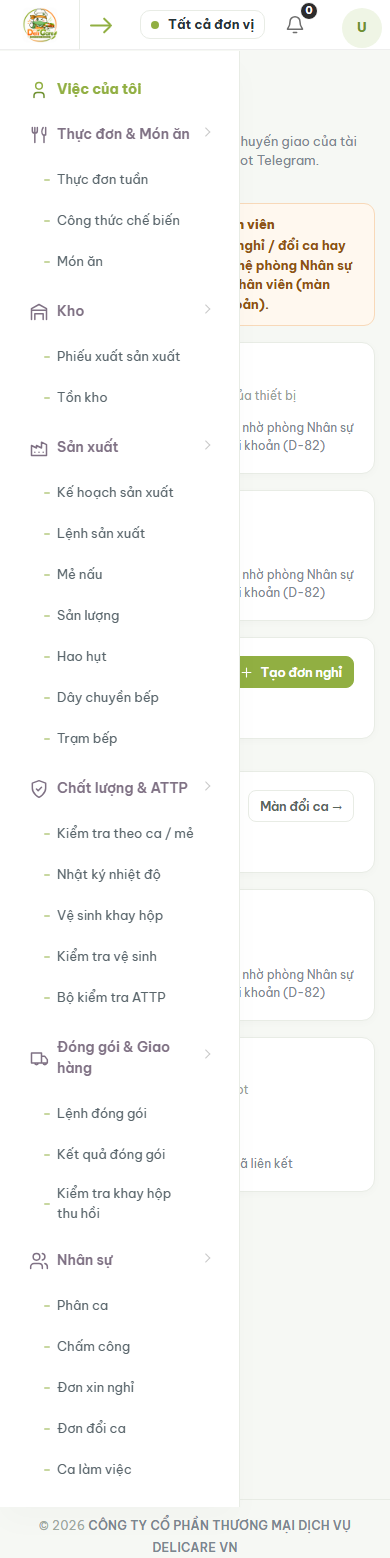 Tất cả đơn vị
0
U
Việc của tôi
Thực đơn & Món ăn
Thực đơn tuần
Công thức chế biến
Món ăn
Kho
Phiếu xuất sản xuất
Tồn kho
Sản xuất
Kế hoạch sản xuất
Lệnh sản xuất
Mẻ nấu
Sản lượng
Hao hụt
Dây chuyền bếp
Trạm bếp
Chất lượng & ATTP
Kiểm tra theo ca / mẻ
Nhật ký nhiệt độ
Vệ sinh khay hộp
Kiểm tra vệ sinh
Bộ kiểm tra ATTP
Đóng gói & Giao
hàng
Lệnh đóng gói
Kết quả đóng gói
Kiểm tra khay hộp
thu hồi
Nhân sự
Phân ca
Chấm công
Đơn xin nghỉ
Đơn đổi ca
Ca làm việc
chuyển giao của tài
Telegram.
viên
nghỉ / đổi ca hay
phòng Nhân sự
nhân viên (màn
của thiết bị
nhờ phòng Nhân sự
khoản (D-82)
nhờ phòng Nhân sự
khoản (D-82)
+ Tạo đơn nghỉ
Màn đổi ca →
nhờ phòng Nhân sự
khoản (D-82)
đã liên kết
© 2026 CÔNG TY CỔ PHẦN THƯƠNG MẠI DỊCH VỤ
DELICARE VN